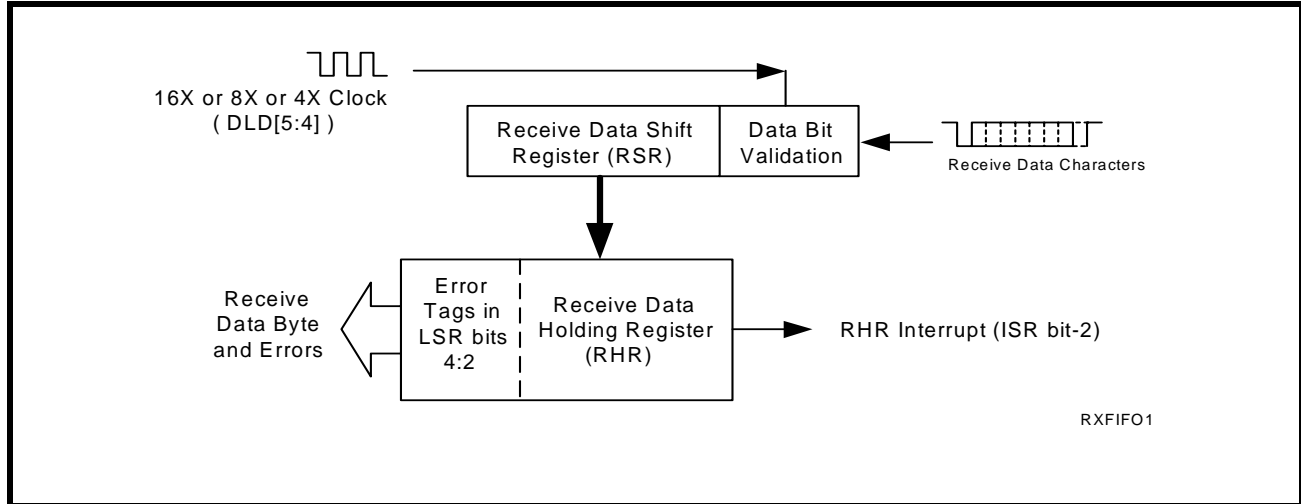 16X or 8X or 4X Clock
( DLD[5:4] )
Receive Data Shift
Register (RSR)
Data Bit
Validation
Receive Data Characters
Receive
Data Byte
and Errors
Error
Tags in
LSR bits
4:2
Receive Data
Holding Register
(RHR)
RHR Interrupt (ISR bit-2)
RXFIFO1